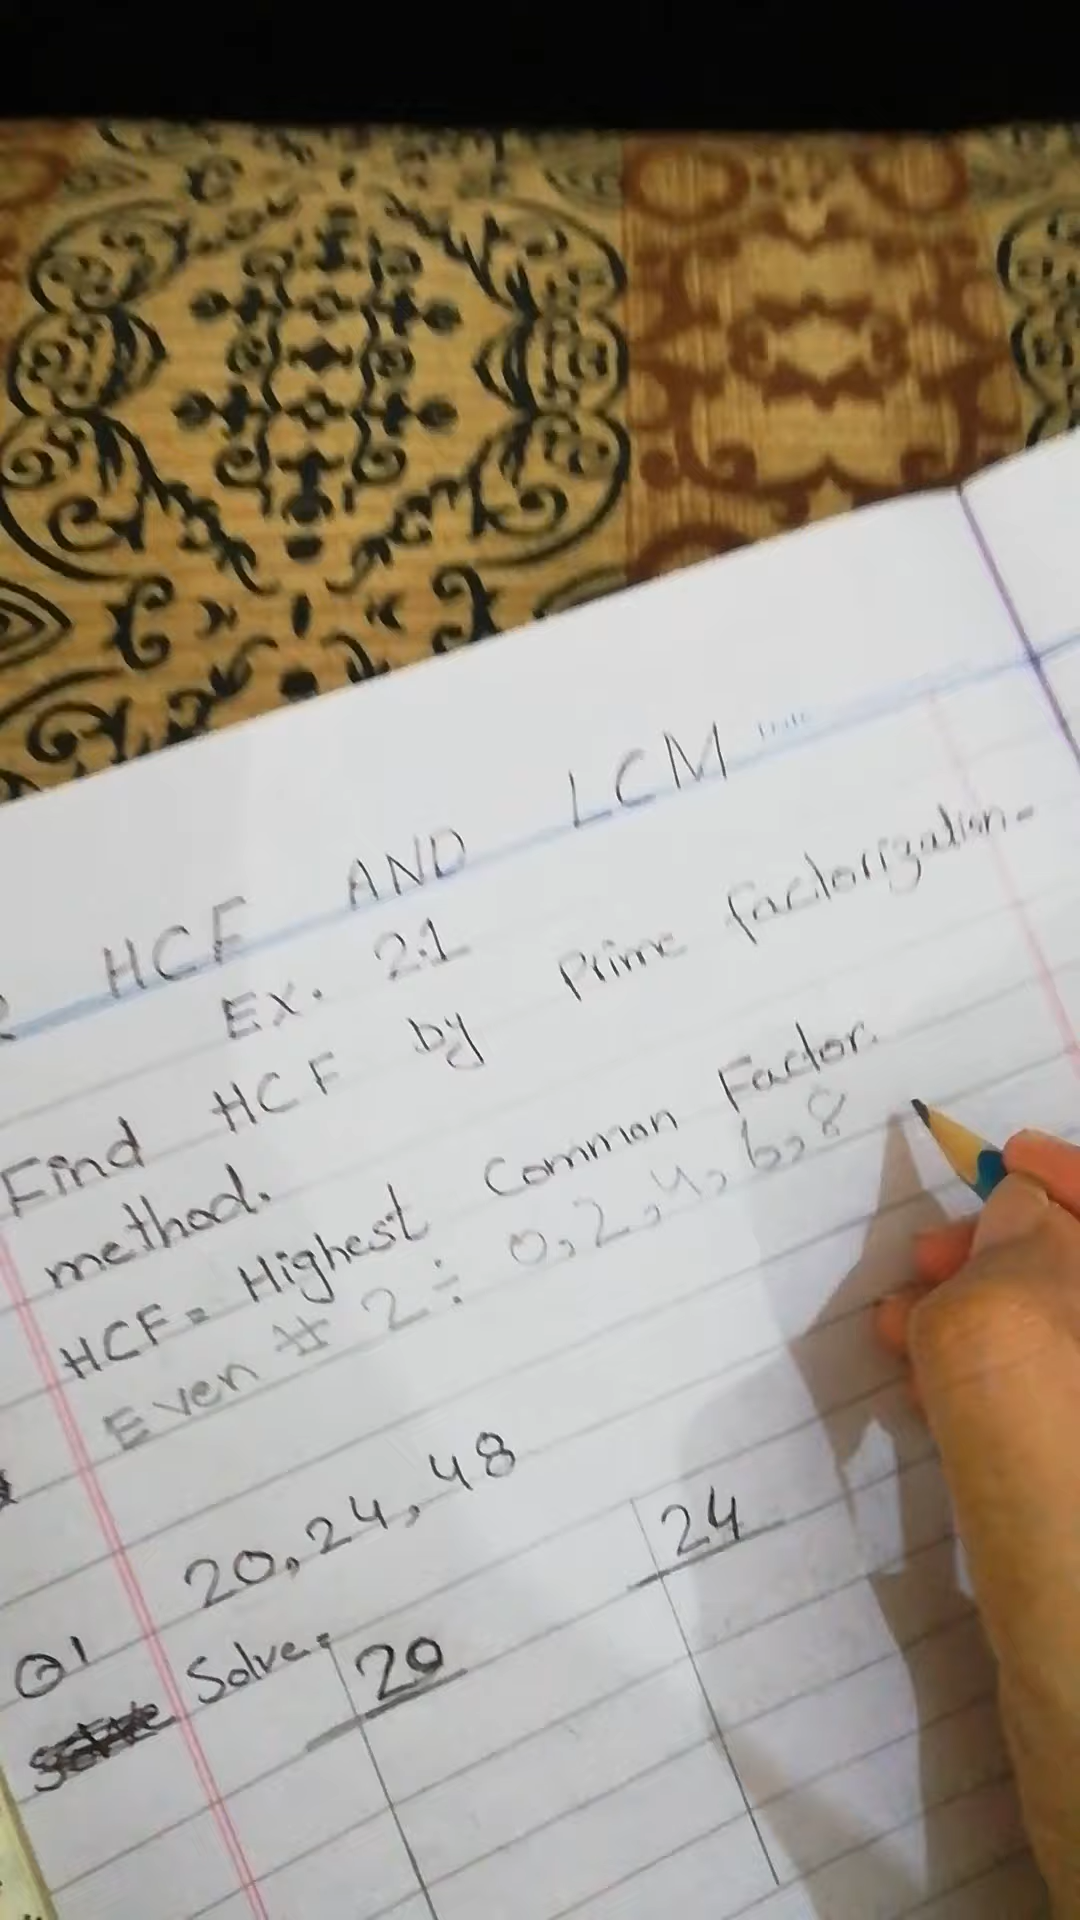 HCF AND LCM
EX. 2.1
Find HCF by Prime factorization-
method.
HCF = Highest Common Factor.
Even # 2 ÷ 0,2,4,6,8
Q1 20,24,48
Solve 20 24